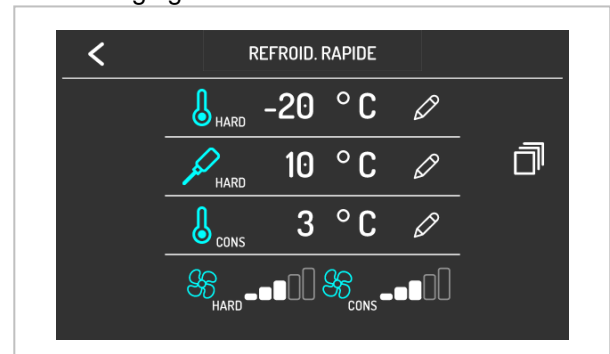 REFROID. RAPIDE
HARD -20 °C
HARD 10 °C
CONS 3 °C
HARD CONS